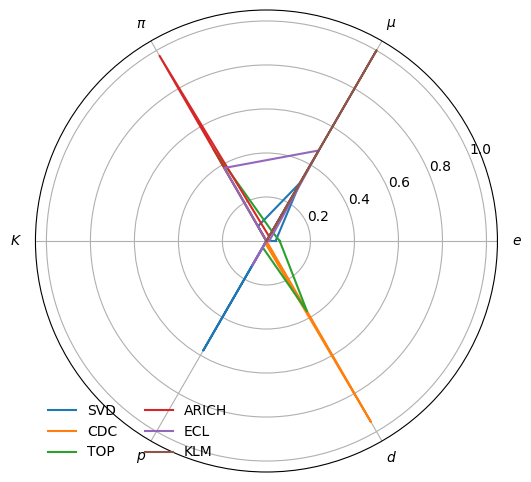 π
μ
1.0
0.8
0.6
0.4
0.2
K
e
SVD ARICH
CDC ECL
TOP KLM
p
d